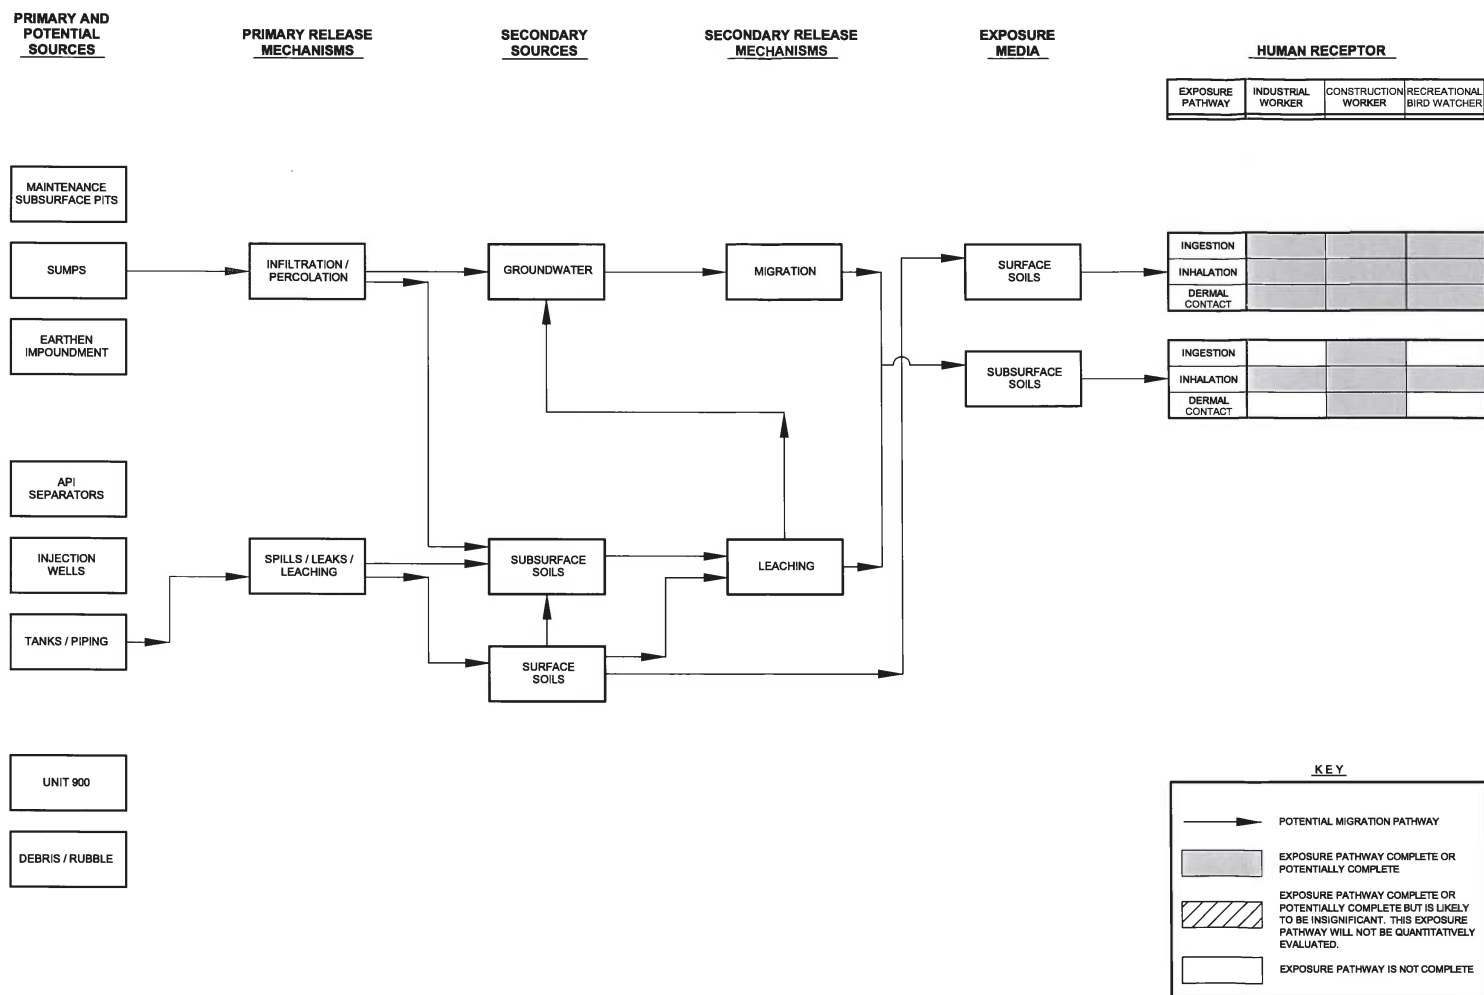 PRIMARY AND
POTENTIAL
SOURCES
PRIMARY RELEASE
MECHANISMS
SECONDARY
SOURCES
SECONDARY RELEASE
MECHANISMS
EXPOSURE
MEDIA
HUMAN RECEPTOR
EXPOSURE
PATHWAY
INDUSTRIAL
WORKER
CONSTRUCTION
WORKER
RECREATIONAL
BIRD WATCHER
MAINTENANCE
SUBSURFACE PITS
SUMPS
INFILTRATION /
PERCOLATION
GROUNDWATER
MIGRATION
SURFACE
SOILS
INGESTION
INHALATION
DERMAL
CONTACT
EARTHEN
IMPOUNDMENT
SUBSURFACE
SOILS
INGESTION
INHALATION
DERMAL
CONTACT
API
SEPARATORS
INJECTION
WELLS
SPILLS / LEAKS /
LEACHING
SUBSURFACE
SOILS
LEACHING
TANKS / PIPING
SURFACE
SOILS
UNIT 900
DEBRIS / RUBBLE
KEY
POTENTIAL MIGRATION PATHWAY
EXPOSURE PATHWAY COMPLETE OR
POTENTIALLY COMPLETE
EXPOSURE PATHWAY COMPLETE OR
POTENTIALLY COMPLETE BUT IS LIKELY
TO BE INSIGNIFICANT. THIS EXPOSURE
PATHWAY WILL NOT BE QUANTITATIVELY
EVALUATED.
EXPOSURE PATHWAY IS NOT COMPLETE